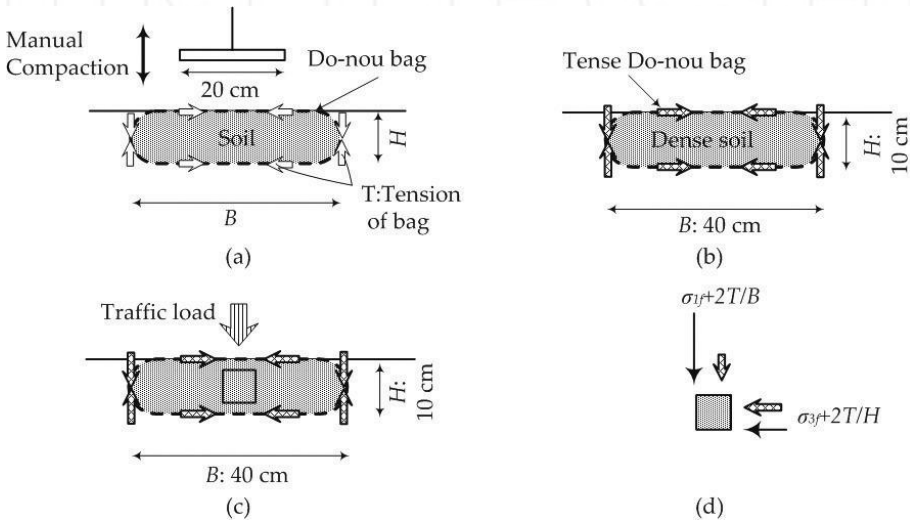 Manual
Compaction
20 cm
Do-nou bag
Soil
H
T:Tension
of bag
B
(a)
Tense Do-nou bag
Dense soil
H:
10 cm
B: 40 cm
(b)
Traffic load
H:
10 cm
B: 40 cm
(c)
σ1f+2T/B
σ3f+2T/H
(d)